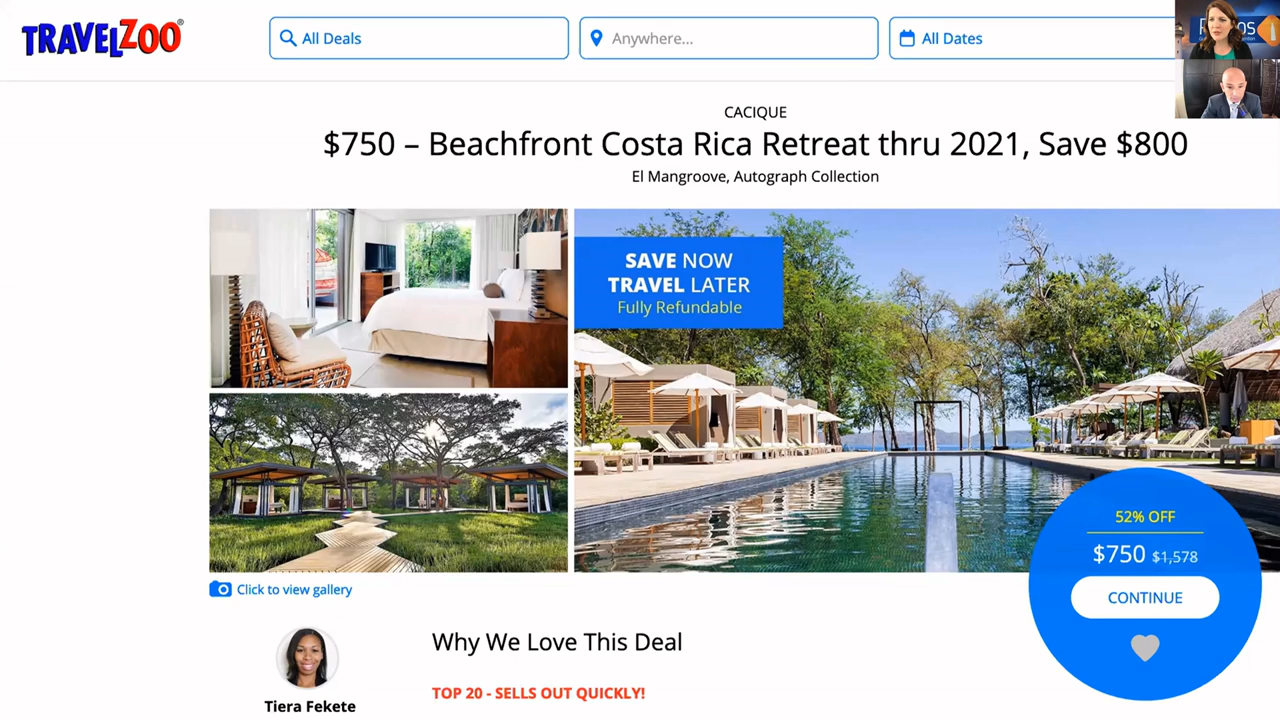 TRAVELZOO®
All Deals
Anywhere...
All Dates
CACIQUE
$750 – Beachfront Costa Rica Retreat thru 2021, Save $800
El Mangroove, Autograph Collection
SAVE NOW
TRAVEL LATER
Fully Refundable
52% OFF
$750 $1,578
CONTINUE
Click to view gallery
Why We Love This Deal
TOP 20 - SELLS OUT QUICKLY!
Tiera Fekete